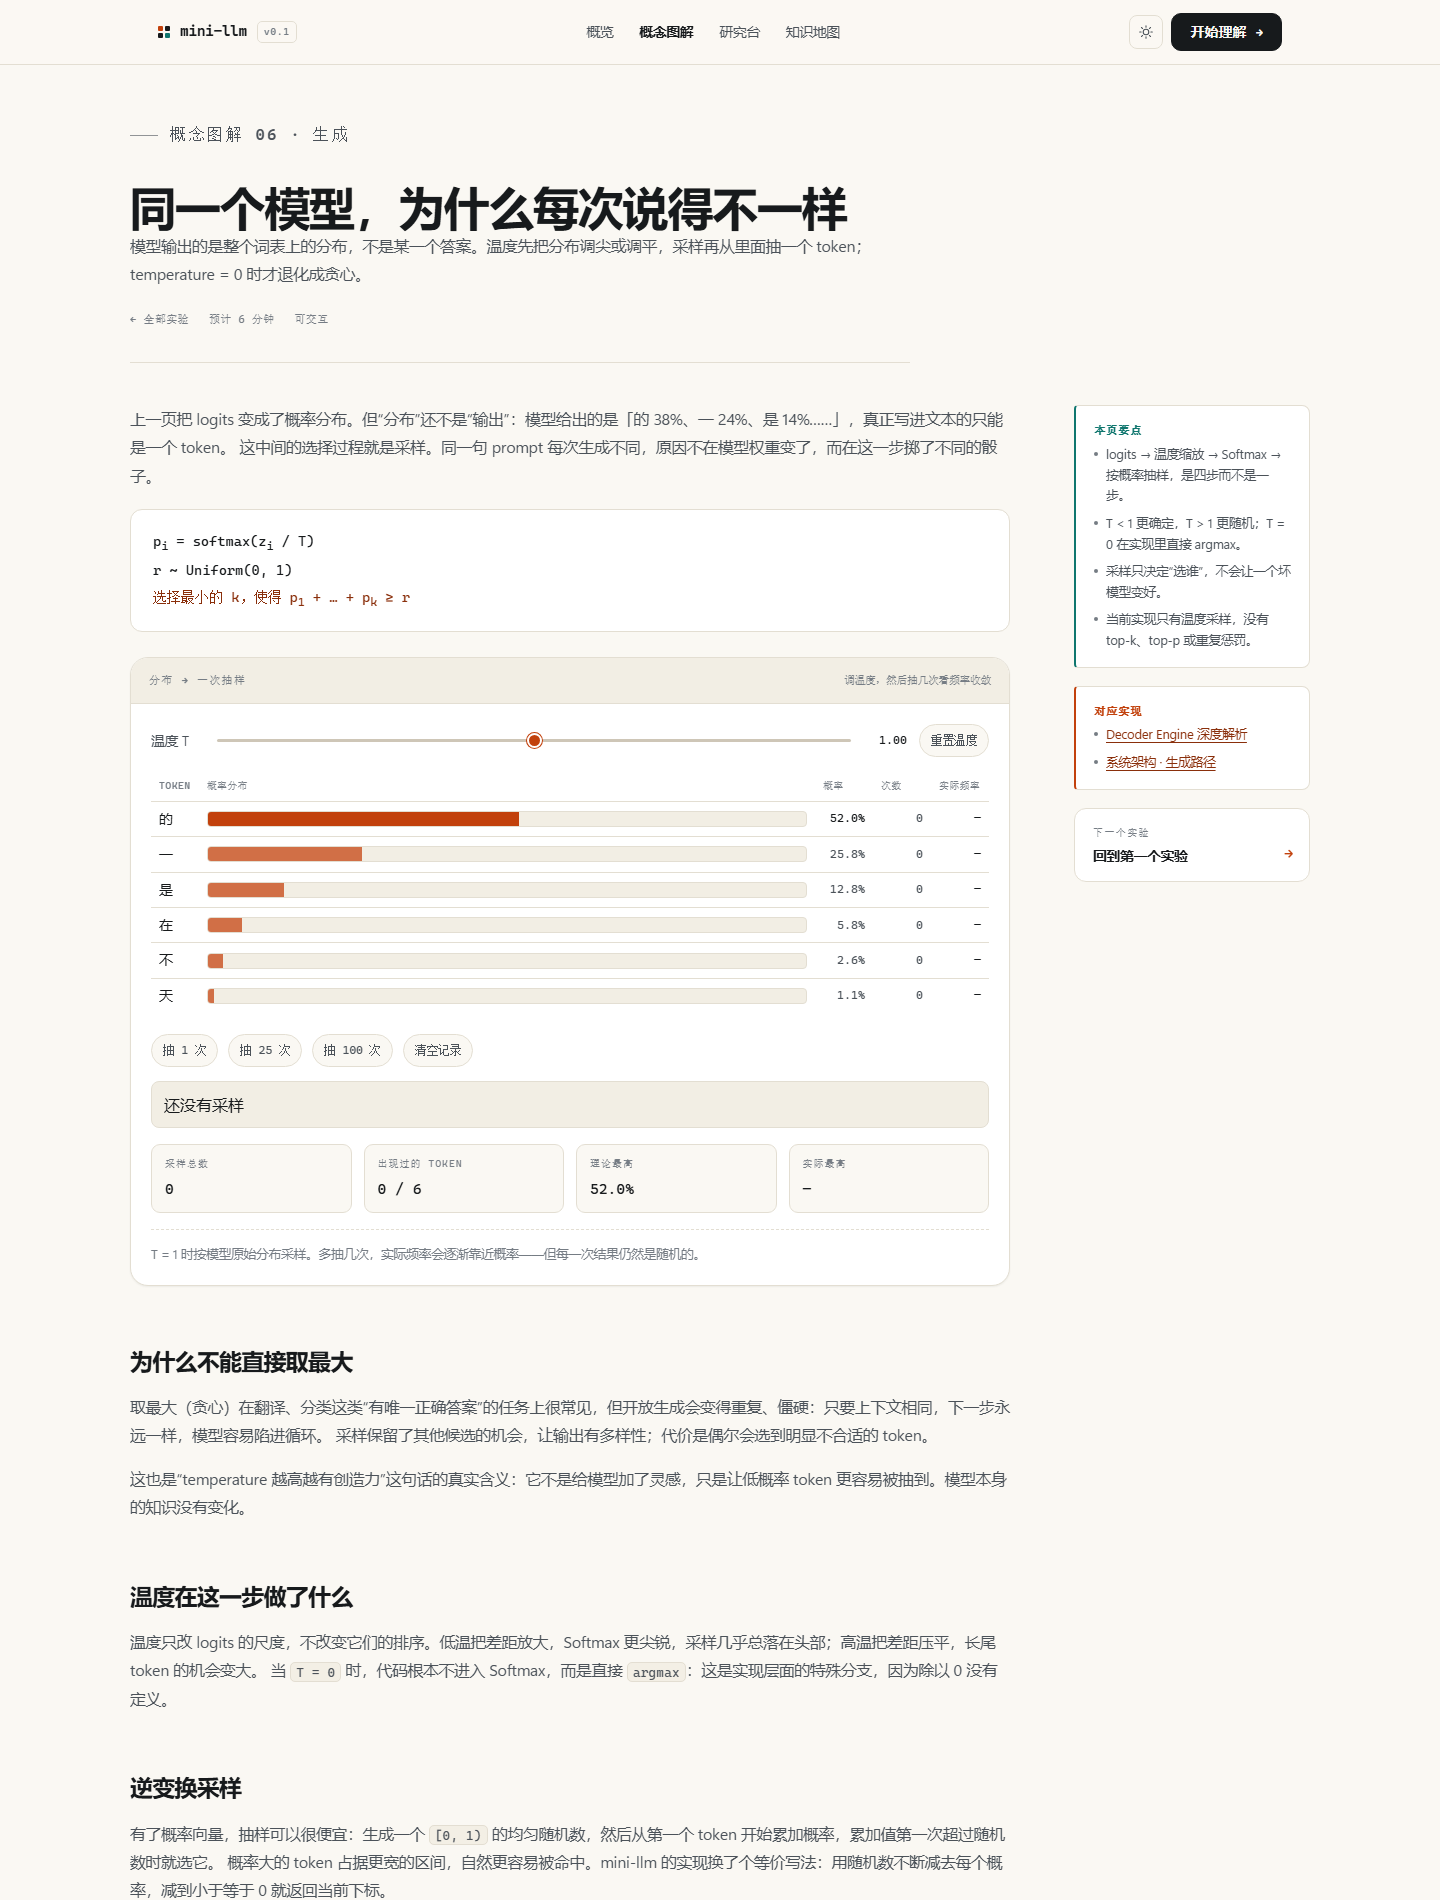 mini-llm v0.1 概览 概念图解 研究台 知识地图 开始理解 →
概念图解 06 · 生成
同一个模型，为什么每次说得不一样
模型输出的是整个词表上的分布，不是某一个答案。温度先把分布调尖或调平，采样再从里面抽一个 token；
temperature = 0 时才退化成贪心。
← 全部实验 预计 6 分钟 可交互
上一页把 logits 变成了概率分布。但“分布”还不是“输出”：模型给出的是「的 38%、一 24%、是 14%……」，真正写进文本的只能
是一个 token。 这中间的选择过程就是采样。同一句 prompt 每次生成不同，原因不在模型权重变了，而在这一步掷了不同的骰
子。
p_i = softmax(z_i / T)
r ~ Uniform(0, 1)
选择最小的 k，使得 p_1 + … + p_k ≥ r
分布 → 一次抽样 调温度，然后抽几次看频率收敛
温度 T 1.00 重置温度
TOKEN 概率分布 概率 次数 实际频率
的 52.0% 0 —
一 25.8% 0 —
是 12.8% 0 —
在 5.8% 0 —
不 2.6% 0 —
天 1.1% 0 —
抽 1 次 抽 25 次 抽 100 次 清空记录
还没有采样
采样总数 出现过的 TOKEN 理论最高 实际最高
0 0 / 6 52.0% —
T = 1 时按模型原始分布采样。多抽几次，实际频率会逐渐靠近概率——但每一次结果仍然是随机的。
本页要点
logits → 温度缩放 → Softmax →
按概率抽样，是四步而不是一
步。
T < 1 更确定，T > 1 更随机；T =
0 在实现里直接 argmax。
采样只决定“选谁”，不会让一个坏
模型变好。
当前实现只有温度采样，没有
top-k、top-p 或重复惩罚。
对应实现
Decoder Engine 深度解析
系统架构 · 生成路径
下一个实验
回到第一个实验 →
为什么不能直接取最大
取最大（贪心）在翻译、分类这类“有唯一正确答案”的任务上很常见，但开放生成会变得重复、僵硬：只要上下文相同，下一步永
远一样，模型容易陷进循环。 采样保留了其他候选的机会，让输出有多样性；代价是偶尔会选到明显不合适的 token。
这也是“temperature 越高越有创造力”这句话的真实含义：它不是给模型加了灵感，只是让低概率 token 更容易被抽到。模型本身
的知识没有变化。
温度在这一步做了什么
温度只改 logits 的尺度，不改变它们的排序。低温把差距放大，Softmax 更尖锐，采样几乎总落在头部；高温把差距压平，长尾
token 的机会变大。 当 T = 0 时，代码根本不进入 Softmax，而是直接 argmax：这是实现层面的特殊分支，因为除以 0 没有
定义。
逆变换采样
有了概率向量，抽样可以很便宜：生成一个 [0, 1) 的均匀随机数，然后从第一个 token 开始累加概率，累加值第一次超过随机
数时就选它。 概率大的 token 占据更宽的区间，自然更容易被命中。mini-llm 的实现换了个等价写法：用随机数不断减去每个概
率，减到小于等于 0 就返回当前下标。